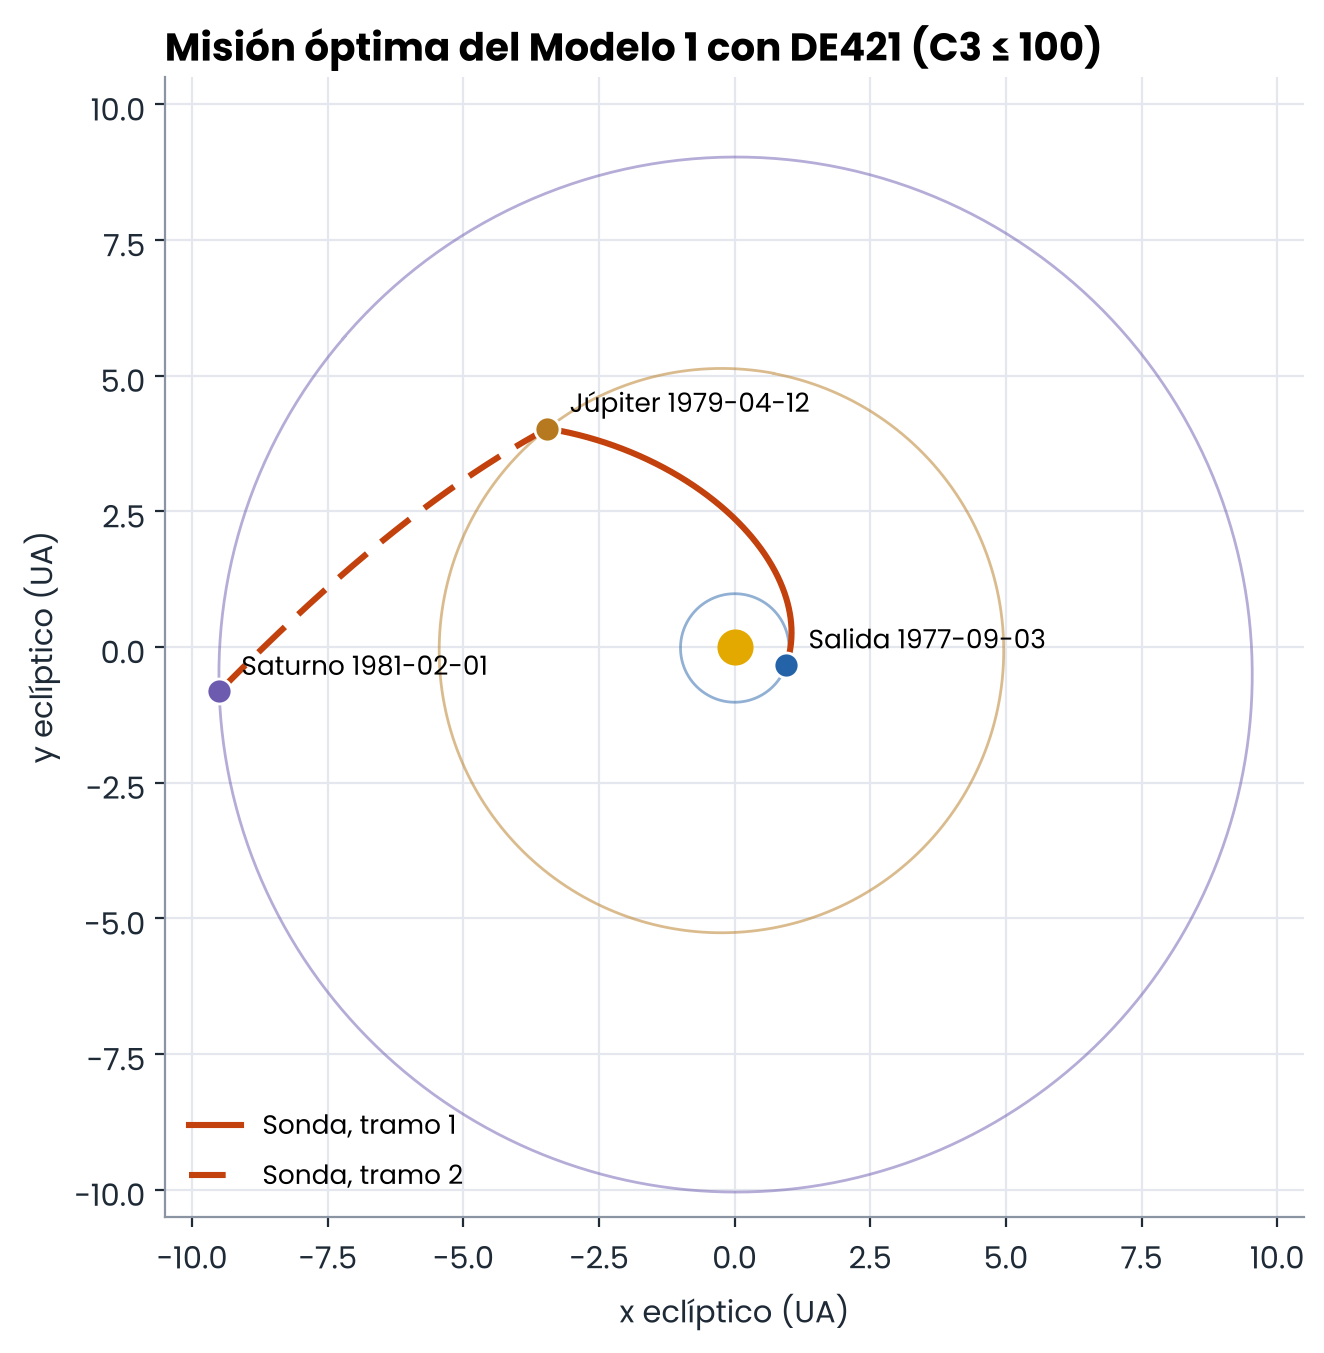 Misión óptima del Modelo 1 con DE421 (C3 ≤ 100)
10.0
7.5
5.0
2.5
0.0
−2.5
−5.0
−7.5
−10.0
y eclíptico (UA)
Júpiter 1979-04-12
Salida 1977-09-03
Saturno 1981-02-01
Sonda, tramo 1
Sonda, tramo 2
−10.0 −7.5 −5.0 −2.5 0.0 2.5 5.0 7.5 10.0
x eclíptico (UA)